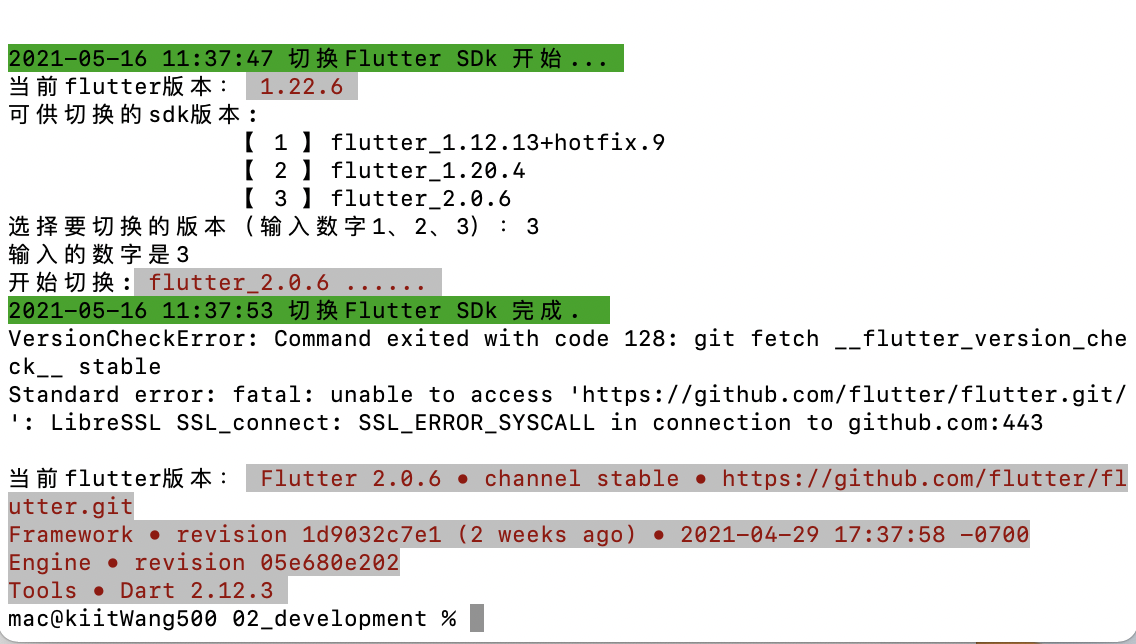 2021-05-16 11:37:47 切换Flutter SDk 开始...
当前flutter版本： 1.22.6
可供切换的sdk版本:
【 1 】flutter_1.12.13+hotfix.9
【 2 】flutter_1.20.4
【 3 】flutter_2.0.6
选择要切换的版本（输入数字1、2、3）： 3
输入的数字是3
开始切换: flutter_2.0.6 ......
2021-05-16 11:37:53 切换Flutter SDk 完成.
VersionCheckError: Command exited with code 128: git fetch __flutter_version_che
ck__ stable
Standard error: fatal: unable to access 'https://github.com/flutter/flutter.git/
': LibreSSL SSL_connect: SSL_ERROR_SYSCALL in connection to github.com:443
当前flutter版本： Flutter 2.0.6 • channel stable • https://github.com/flutter/fl
utter.git
Framework • revision 1d9032c7e1 (2 weeks ago) • 2021-04-29 17:37:58 -0700
Engine • revision 05e680e202
Tools • Dart 2.12.3
mac@kiitWang500 02_development %